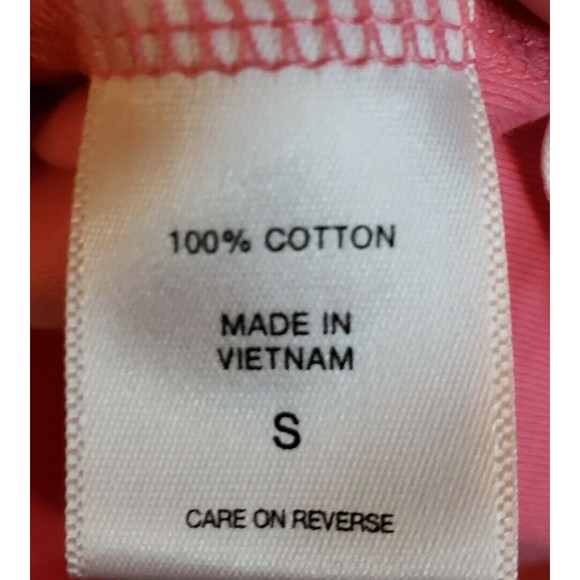 100% COTTON
MADE IN
VIETNAM
S
CARE ON REVERSE